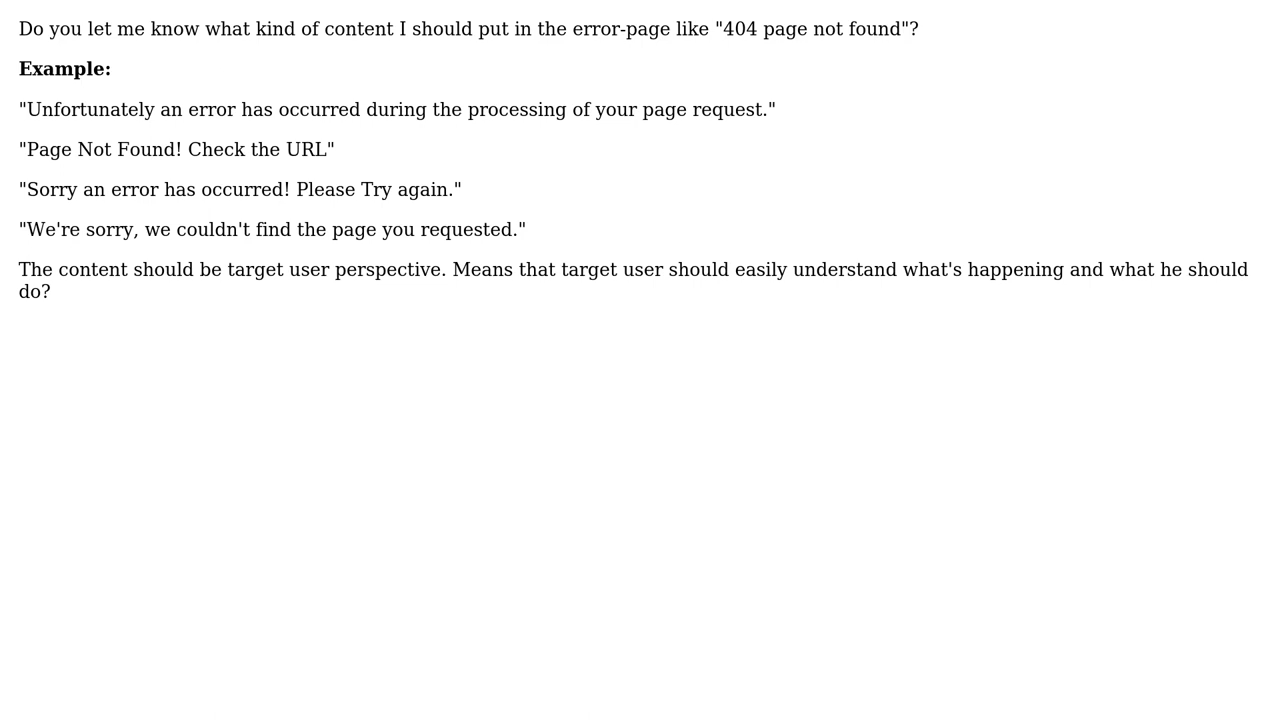 Do you let me know what kind of content I should put in the error-page like "404 page not found"?
Example:
"Unfortunately an error has occurred during the processing of your page request."
"Page Not Found! Check the URL"
"Sorry an error has occurred! Please Try again."
"We're sorry, we couldn't find the page you requested."
The content should be target user perspective. Means that target user should easily understand what's happening and what he should
do?